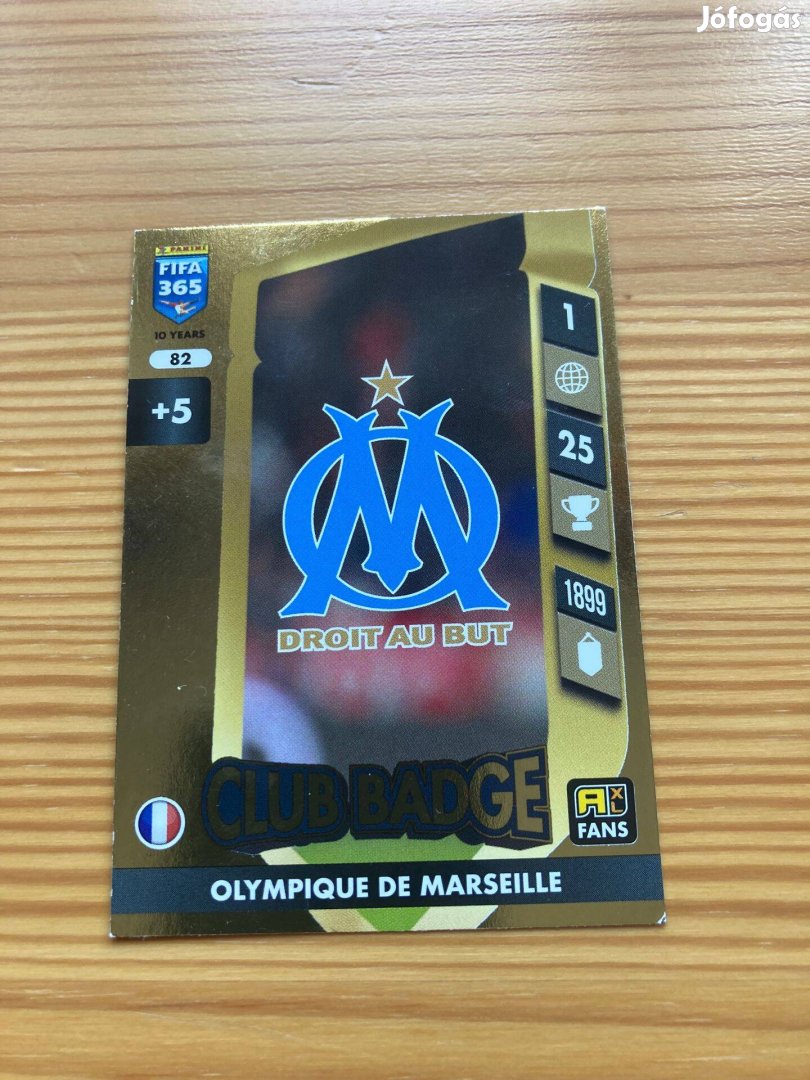 Jófogás
PANINI
FIFA
365
10 YEARS
82
+5
1
25
1899
DROIT AU BUT
CLUB BADGE
AXL
FANS
OLYMPIQUE DE MARSEILLE